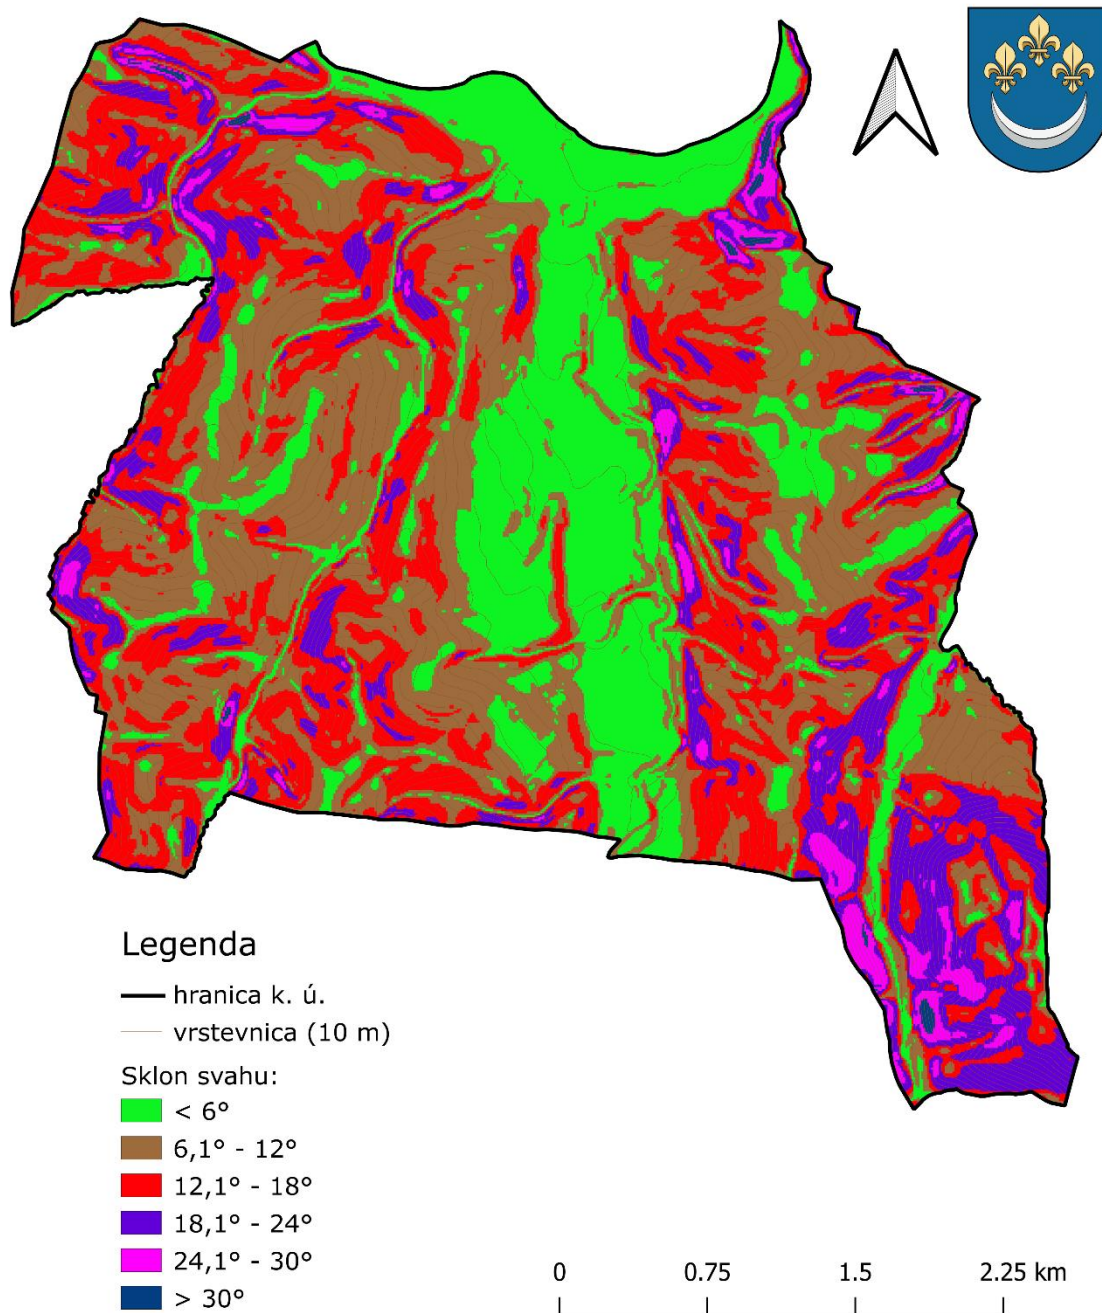 Legenda
hranica k. ú.
vrstevnica (10 m)
Sklon svahu:
< 6°
6,1° - 12°
12,1° - 18°
18,1° - 24°
24,1° - 30°
> 30°
0 0.75 1.5 2.25 km